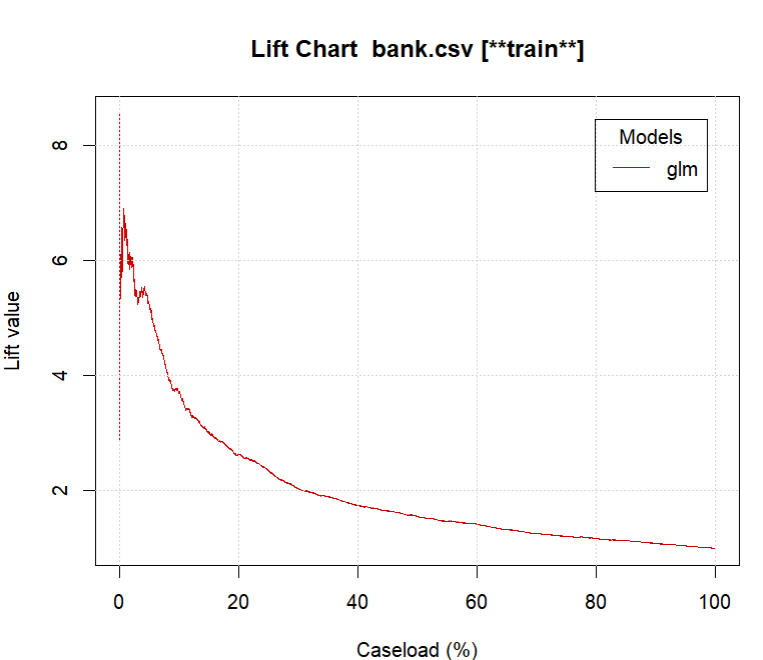 Lift Chart  bank.csv [**train**]
Models
glm
8
6
4
2
Lift value
0 20 40 60 80 100
Caseload (%)